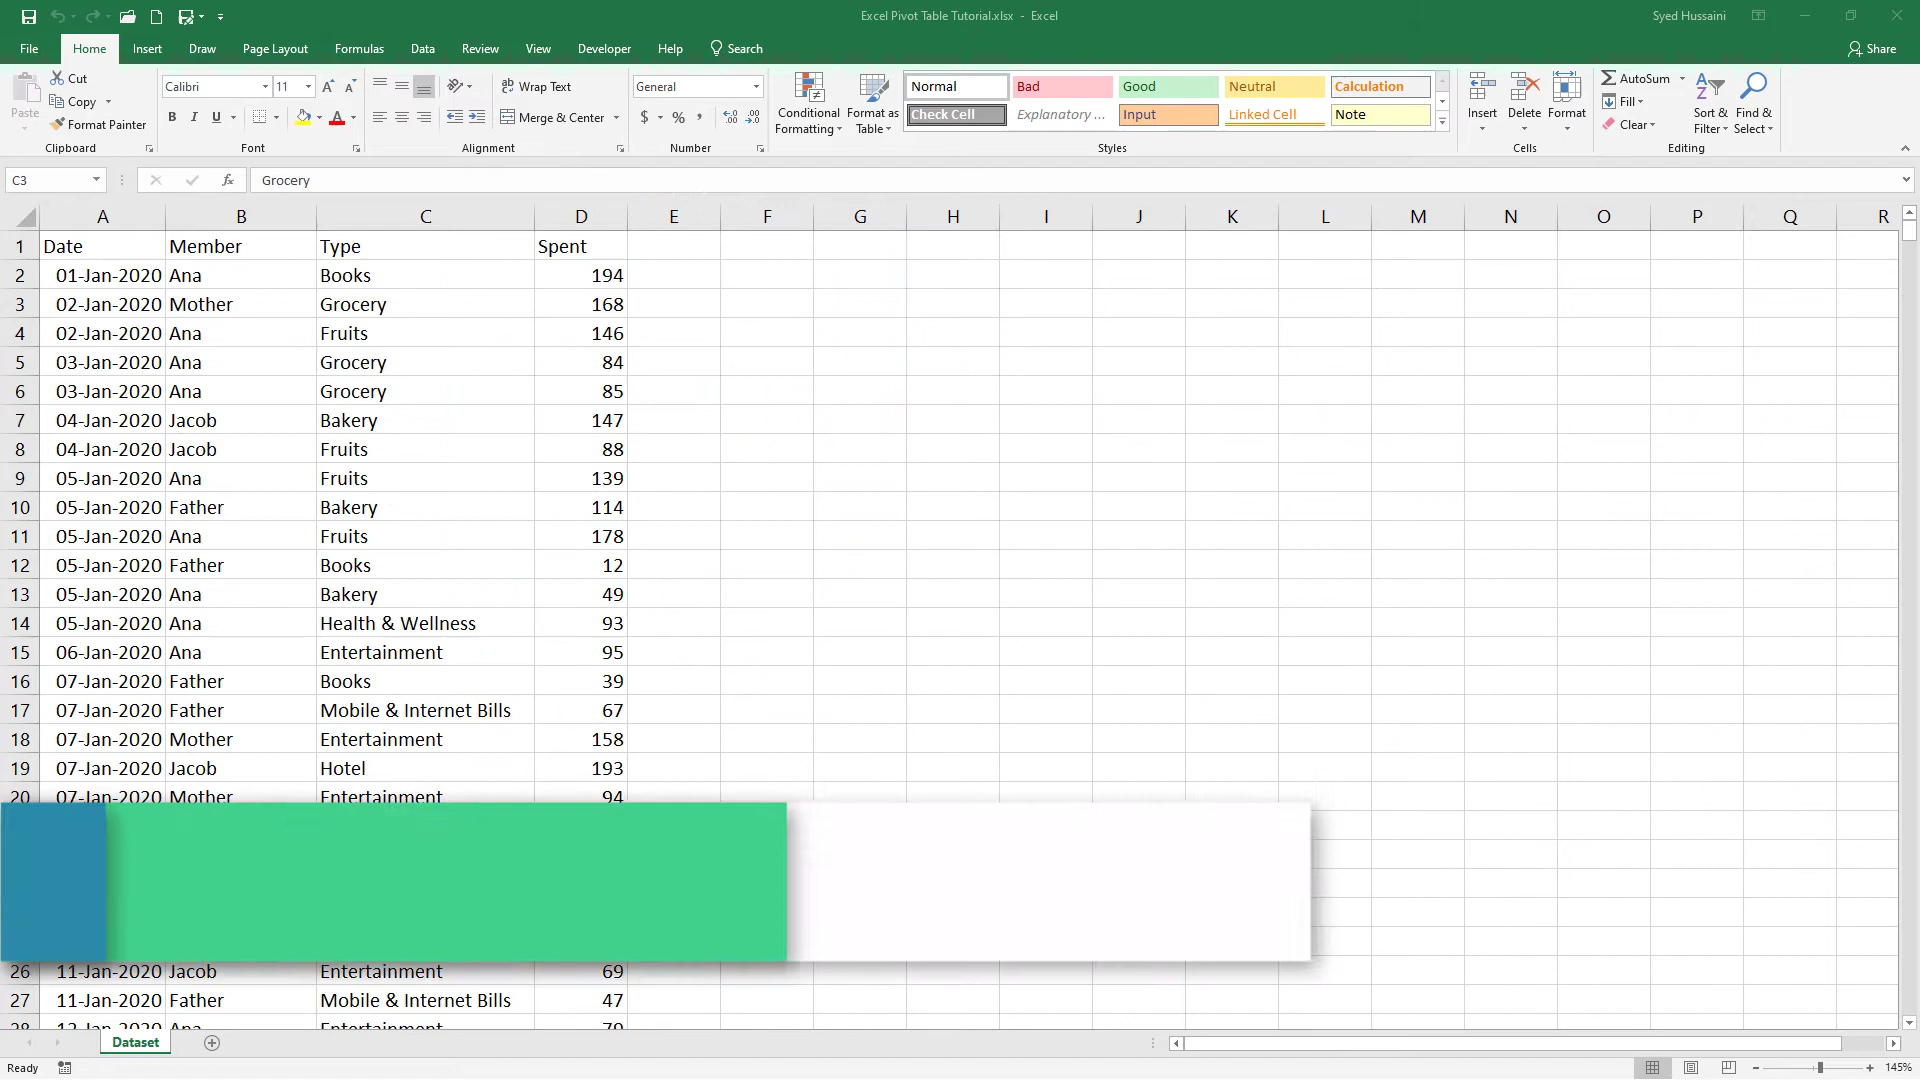 Excel Pivot Table Tutorial.xlsx - Excel
Syed Hussaini
File Home Insert Draw Page Layout Formulas Data Review View Developer Help Search Share
Paste
Cut
Copy
Format Painter
Clipboard
Calibri 11
B I U
Font
Wrap Text
Merge & Center
Alignment
General
$ % ,
Number
Conditional Formatting
Format as Table
Normal Bad Good Neutral Calculation
Check Cell Explanatory ... Input Linked Cell Note
Styles
Insert Delete Format
Cells
AutoSum
Fill
Clear
Sort & Filter
Find & Select
Editing
C3 fx Grocery
A B C D E F G H I J K L M N O P Q R
1 Date Member Type Spent
2 01-Jan-2020 Ana Books 194
3 02-Jan-2020 Mother Grocery 168
4 02-Jan-2020 Ana Fruits 146
5 03-Jan-2020 Ana Grocery 84
6 03-Jan-2020 Ana Grocery 85
7 04-Jan-2020 Jacob Bakery 147
8 04-Jan-2020 Jacob Fruits 88
9 05-Jan-2020 Ana Fruits 139
10 05-Jan-2020 Father Bakery 114
11 05-Jan-2020 Ana Fruits 178
12 05-Jan-2020 Father Books 12
13 05-Jan-2020 Ana Bakery 49
14 05-Jan-2020 Ana Health & Wellness 93
15 06-Jan-2020 Ana Entertainment 95
16 07-Jan-2020 Father Books 39
17 07-Jan-2020 Father Mobile & Internet Bills 67
18 07-Jan-2020 Mother Entertainment 158
19 07-Jan-2020 Jacob Hotel 193
20 07-Jan-2020 Mother Entertainment 94
26 11-Jan-2020 Jacob Entertainment 69
27 11-Jan-2020 Father Mobile & Internet Bills 47
28 12-Jan-2020 Ana Entertainment 79
Dataset
Ready
145%